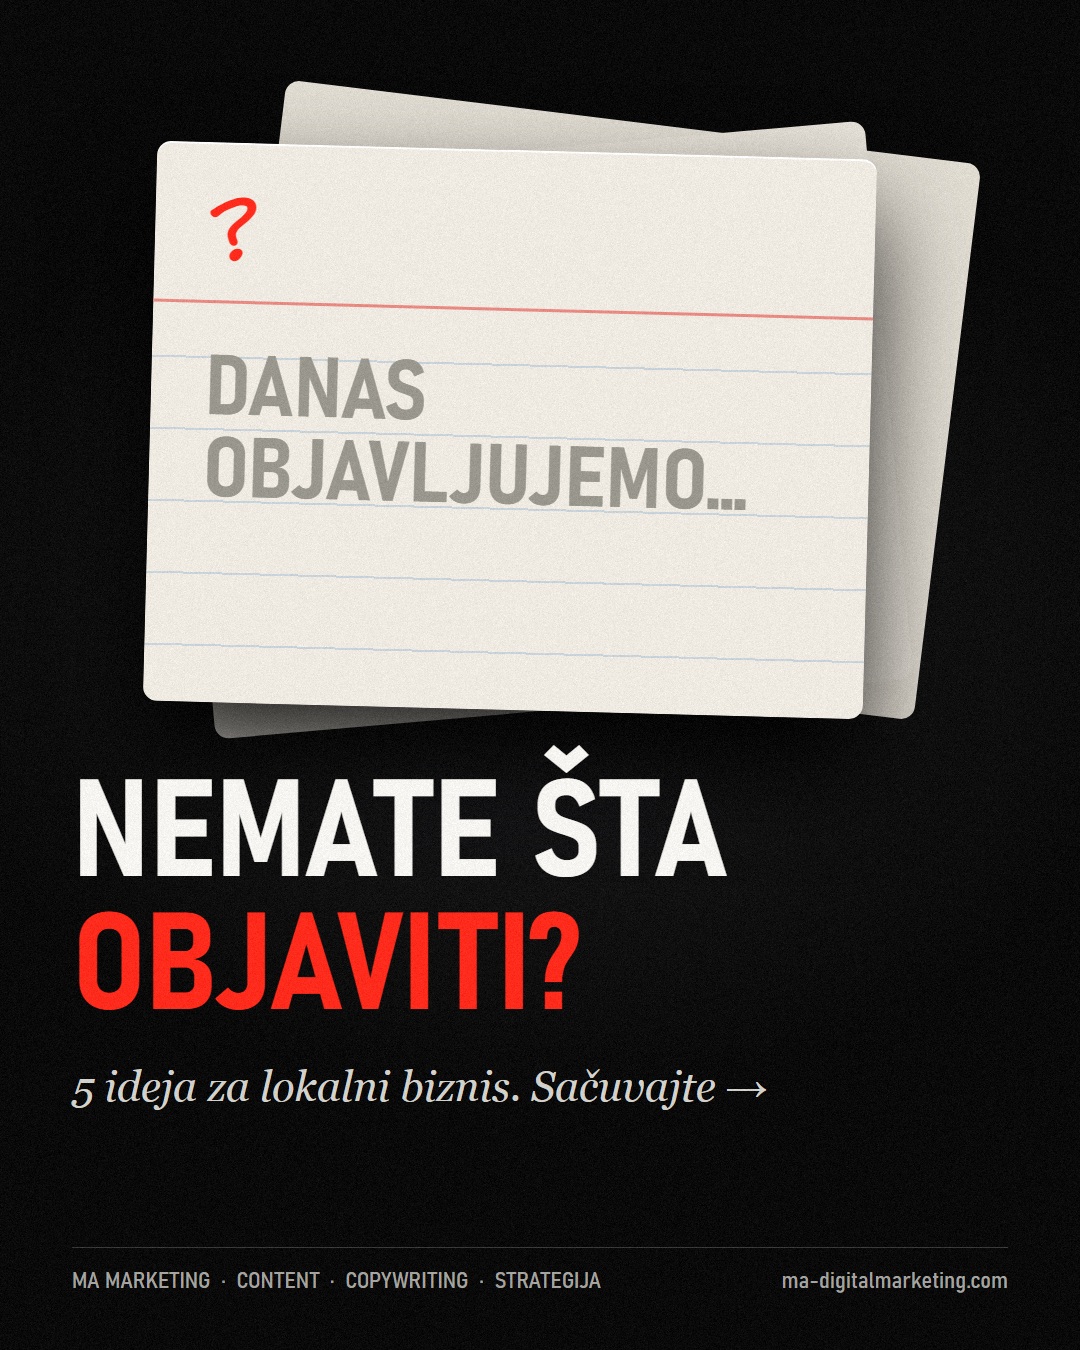 ?
DANAS
OBJAVLJUJEMO...
NEMATE ŠTA
OBJAVITI?
5 ideja za lokalni biznis. Sačuvajte →
MA MARKETING · CONTENT · COPYWRITING · STRATEGIJA
ma-digitalmarketing.com